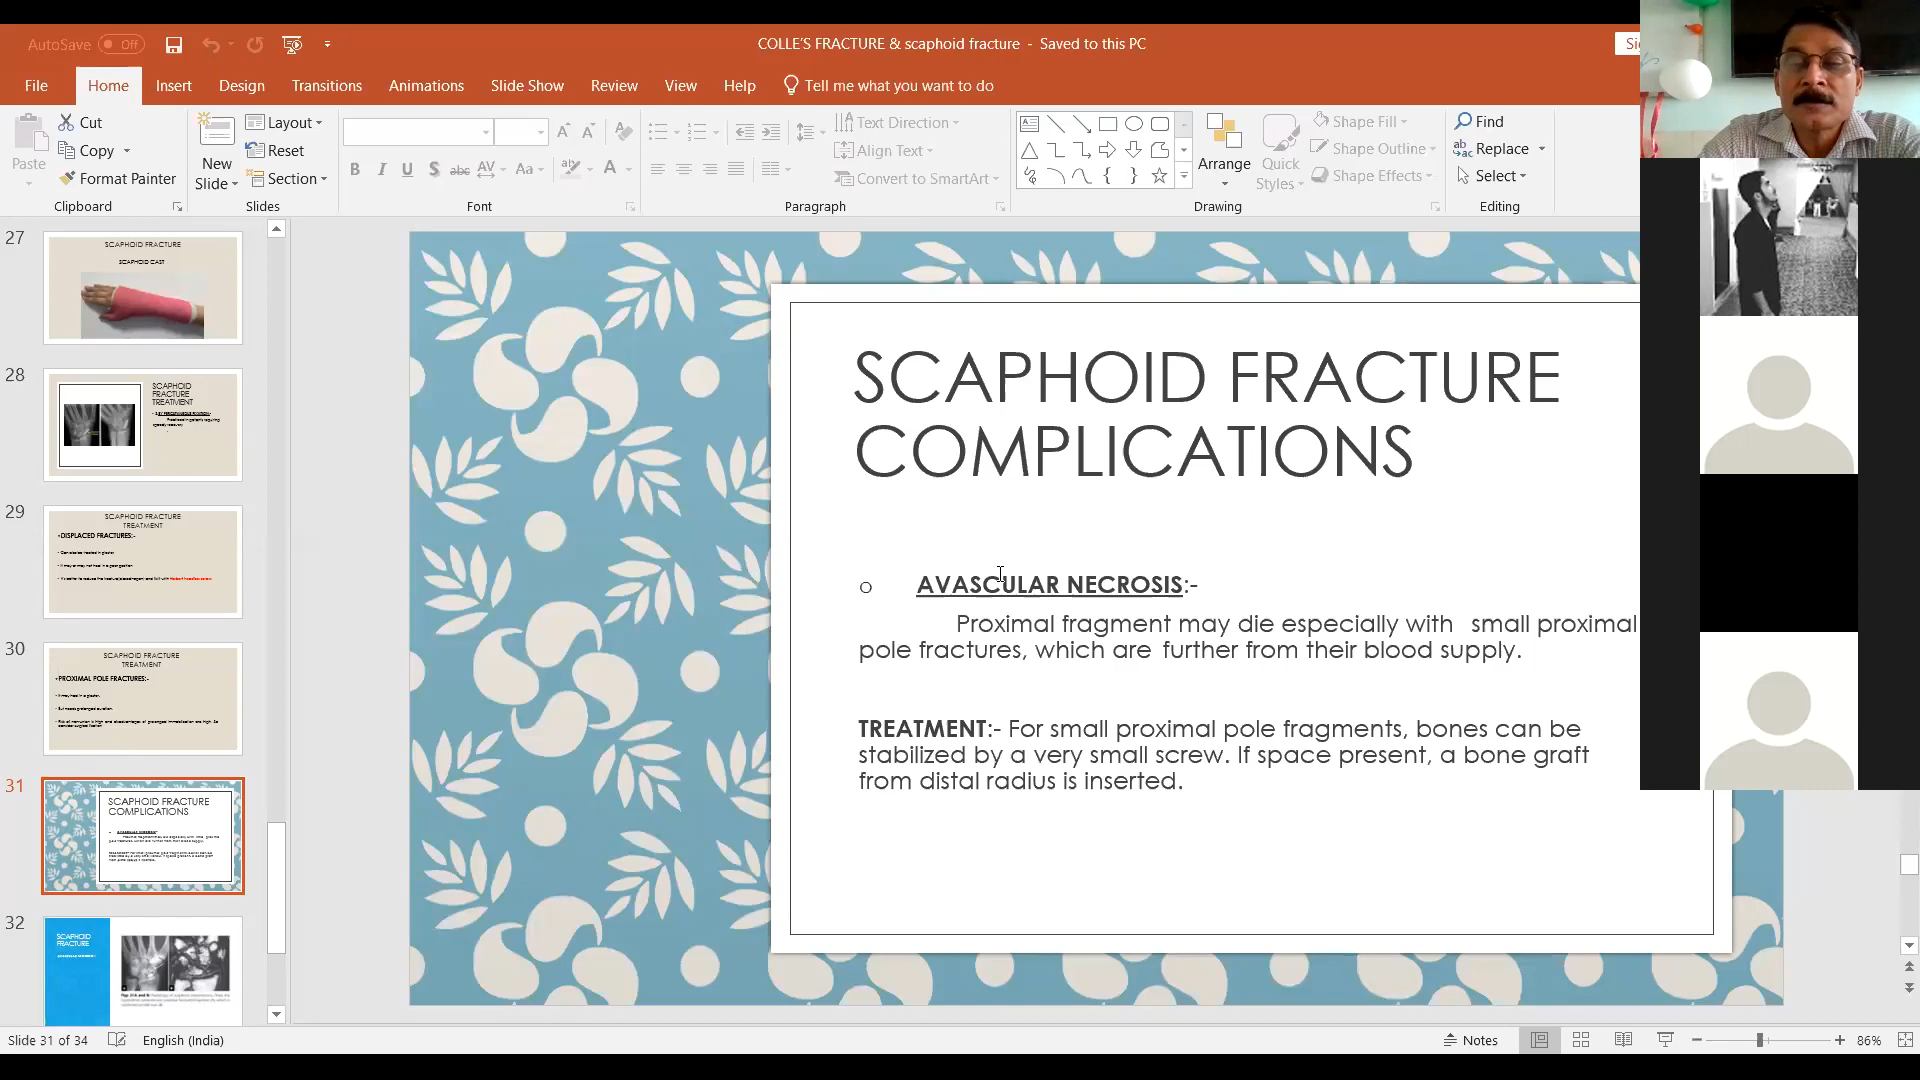 AutoSave Off
COLLE'S FRACTURE & scaphoid fracture - Saved to this PC
File Home Insert Design Transitions Animations Slide Show Review View Help Tell me what you want to do
Paste
Cut
Copy
Format Painter
Clipboard
New Slide
Layout
Reset
Section
Slides
B I U S abc AV Aa A
Font
Text Direction
Align Text
Convert to SmartArt
Paragraph
Arrange
Quick Styles
Shape Fill
Shape Outline
Shape Effects
Drawing
Find
Replace
Select
Editing
27
SCAPHOID FRACTURE
SCAPHOID CAST
28
SCAPHOID
FRACTURE
TREATMENT
29
SCAPHOID FRACTURE
TREATMENT
DISPLACED FRACTURES:-
30
SCAPHOID FRACTURE
TREATMENT
PROXIMAL POLE FRACTURES:-
31
SCAPHOID FRACTURE
COMPLICATIONS
32
SCAPHOID
FRACTURE
SCAPHOID FRACTURE
COMPLICATIONS
o AVASCULAR NECROSIS:-
Proximal fragment may die especially with small proximal
pole fractures, which are further from their blood supply.
TREATMENT:- For small proximal pole fragments, bones can be
stabilized by a very small screw. If space present, a bone graft
from distal radius is inserted.
Slide 31 of 34 English (India) Notes 86%